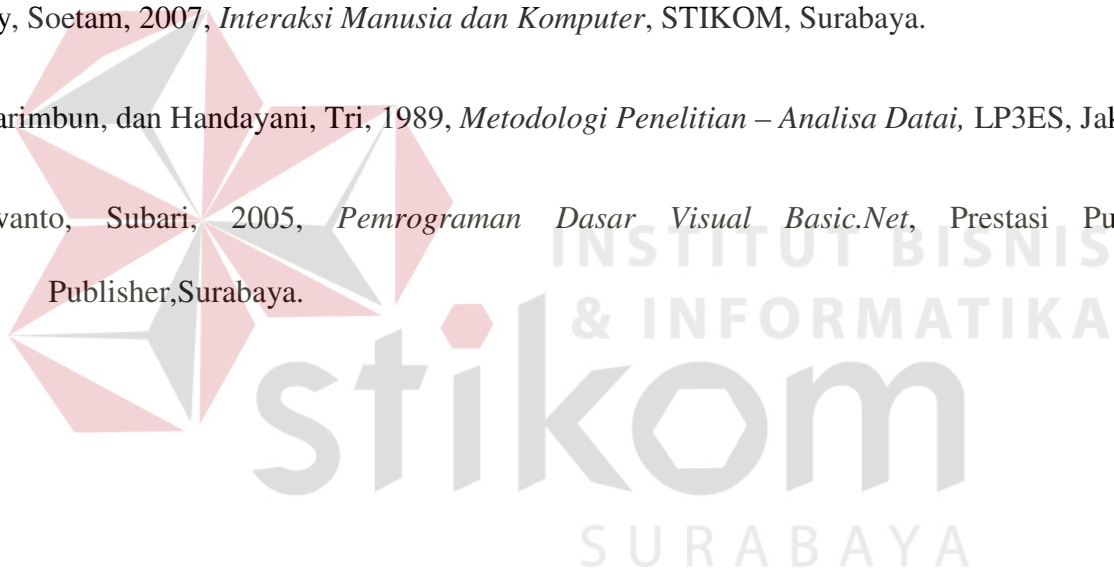 y, Soetam, 2007, Interaksi Manusia dan Komputer, STIKOM, Surabaya.
arimbun, dan Handayani, Tri, 1989, Metodologi Penelitian – Analisa Datai, LP3ES, Jak
vanto, Subari, 2005, Pemrograman Dasar Visual Basic.Net, Prestasi Pu
Publisher,Surabaya.
INSTITUT BISNIS
& INFORMATIKA
stikom
SURABAYA